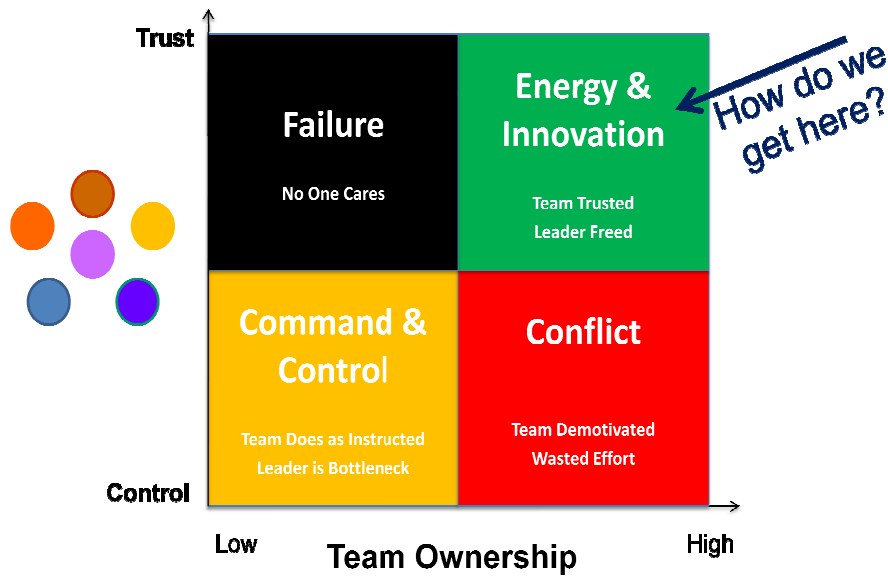 Trust
Failure
No One Cares
Energy &
Innovation
Team Trusted
Leader Freed
How do we
get here?
Command &
Control
Team Does as Instructed
Leader is Bottleneck
Conflict
Team Demotivated
Wasted Effort
Control
Low
Team Ownership
High